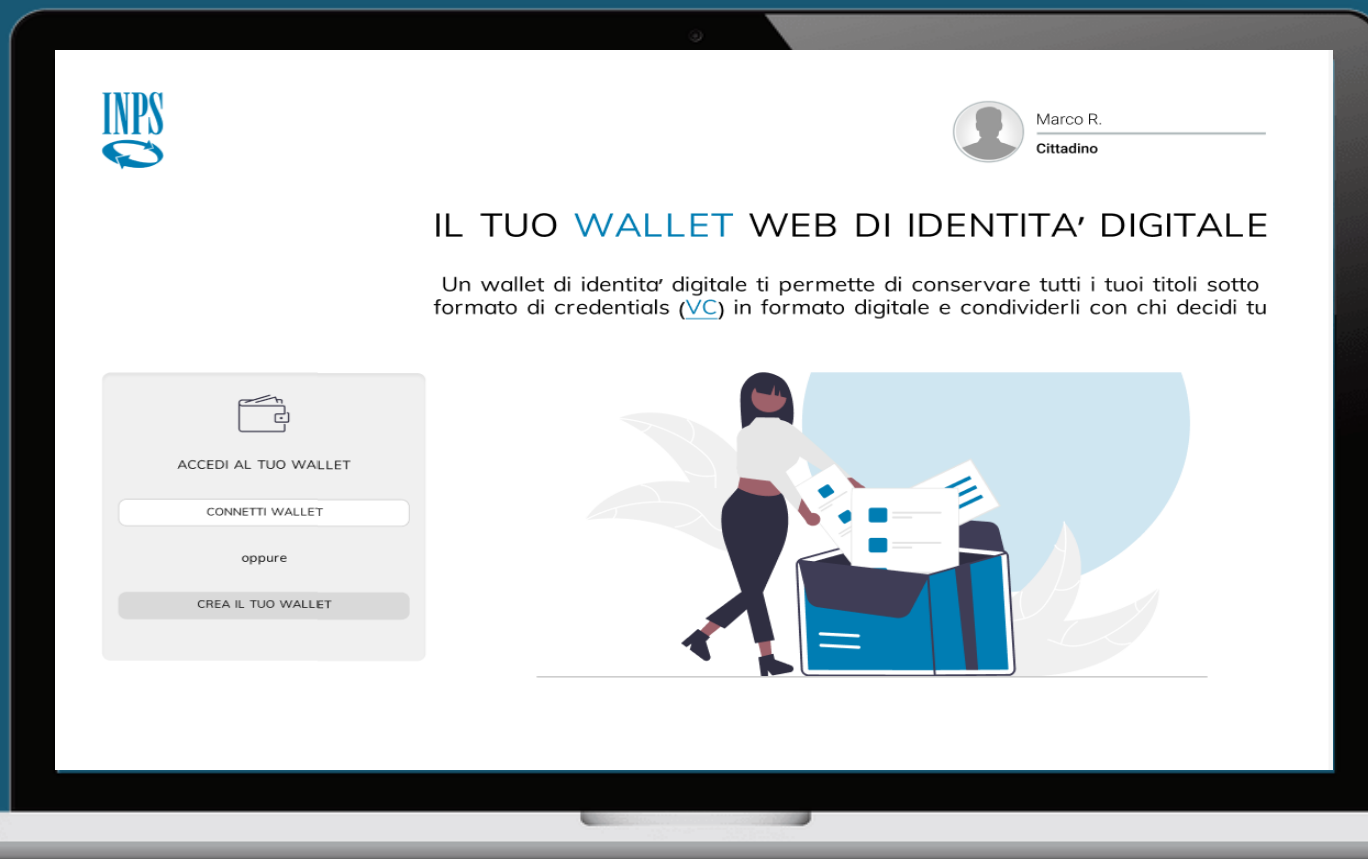 INPS
Marco R.
Cittadino
IL TUO WALLET WEB DI IDENTITA' DIGITALE
Un wallet di identita' digitale ti permette di conservare tutti i tuoi titoli sotto
formato di credentials (VC) in formato digitale e condividerli con chi decidi tu
ACCEDI AL TUO WALLET
CONNETTI WALLET
oppure
CREA IL TUO WALLET